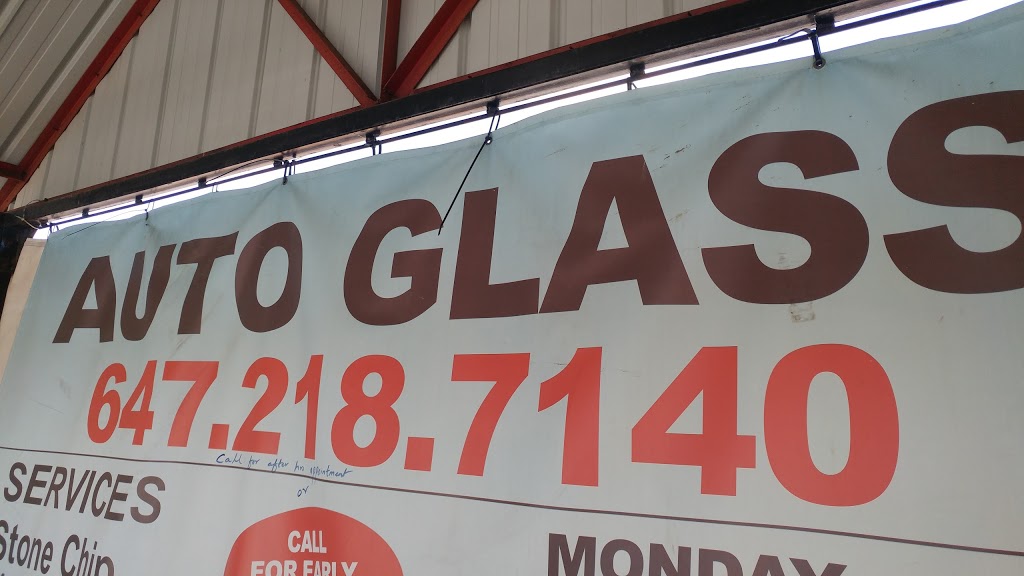 AUTO GLASS
647.218.7140
Call for after hrs appointment
or
SERVICES
Stone Chip
CALL
FOR EARLY
MONDAY